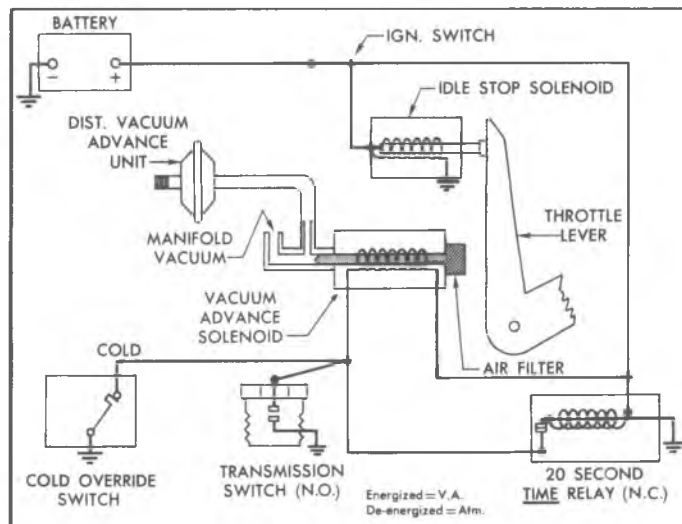 BATTERY
- +
IGN. SWITCH
IDLE STOP SOLENOID
DIST. VACUUM
ADVANCE
UNIT
THROTTLE
LEVER
MANIFOLD
VACUUM
VACUUM
ADVANCE
SOLENOID
AIR FILTER
COLD
COLD OVERRIDE
SWITCH
TRANSMISSION
SWITCH (N.O.)
Energized = V.A.
De-energized = Atm.
20 SECOND
TIME RELAY (N.C.)